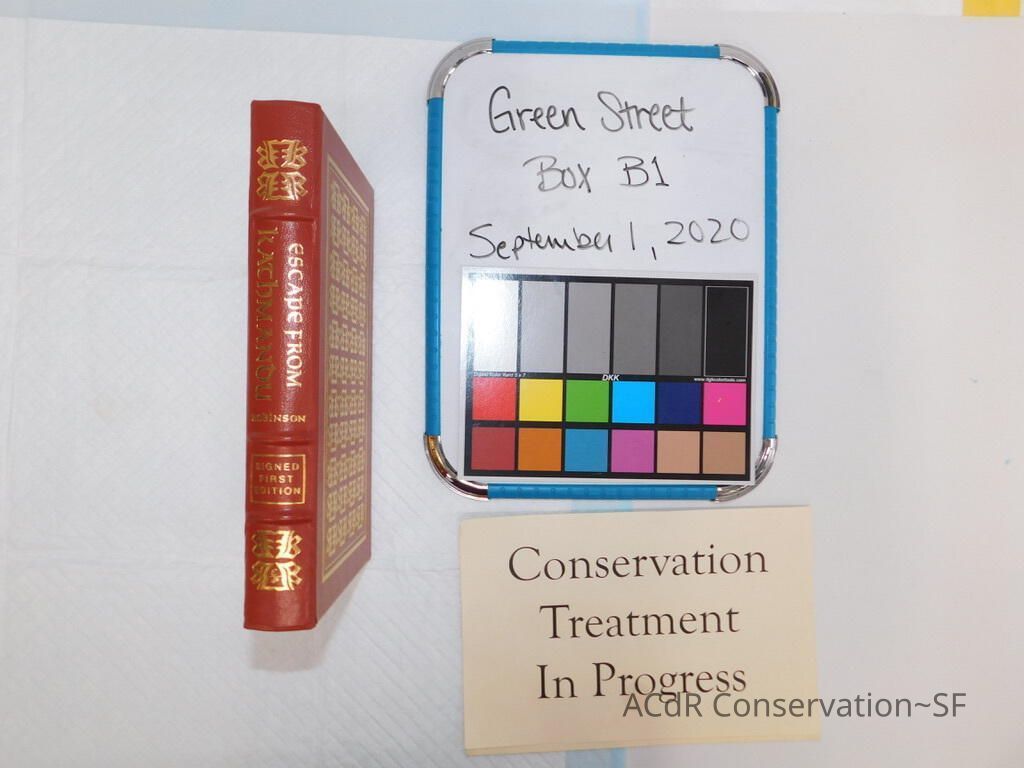 ESCAPE FROM
KATHMANDU
ROBINSON
SIGNED
FIRST
EDITION
Green Street
Box B1
September 1, 2020
DKK
Conservation
Treatment
In Progress
ACdR Conservation~SF